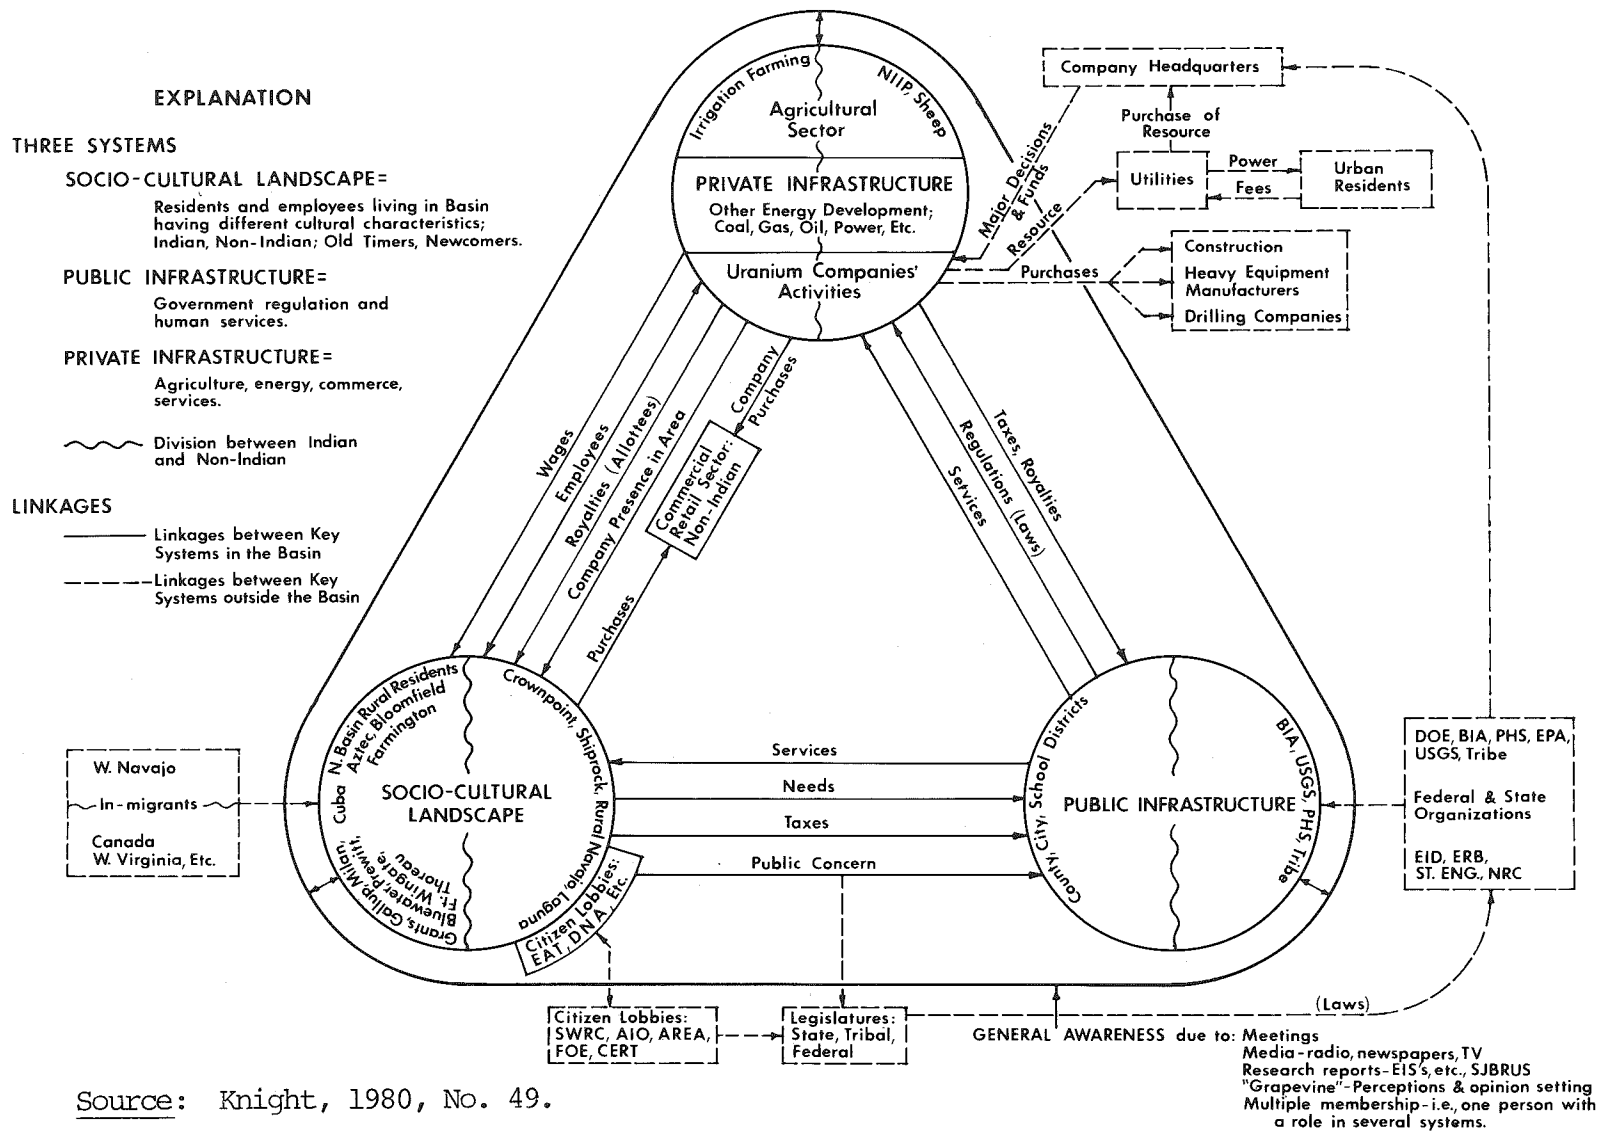 EXPLANATION
THREE SYSTEMS
SOCIO-CULTURAL LANDSCAPE=
Residents and employees living in Basin
having different cultural characteristics;
Indian, Non-Indian; Old Timers, Newcomers.
PUBLIC INFRASTRUCTURE=
Government regulation and
human services.
PRIVATE INFRASTRUCTURE=
Agriculture, energy, commerce,
services.
Division between Indian
and Non-Indian
LINKAGES
Linkages between Key
Systems in the Basin
Linkages between Key
Systems outside the Basin
Irrigation Farming
NIIP, Sheep
Agricultural
Sector
PRIVATE INFRASTRUCTURE
Other Energy Development;
Coal, Gas, Oil, Power, Etc.
Uranium Companies'
Activities
Company Headquarters
Purchase of
Resource
Major Decisions
& Funds
Resource
Utilities
Power
Fees
Urban
Residents
Purchases
Construction
Heavy Equipment
Manufacturers
Drilling Companies
Wages
Employees
Royalties (Allottees)
Company Presence in Area
Company
Purchases
Commercial
Retail Sector:
Non-Indian
Purchases
Taxes, Royalties
Regulations (Laws)
Services
N. Basin Rural Residents
Aztec, Bloomfield
Farmington
Cuba
Crownpoint, Shiprock, Rural Navajo, Laguna
SOCIO-CULTURAL
LANDSCAPE
Grants, Gallup, Milan,
Bluewater, Prewitt,
Ft. Wingate,
Thoreau
Citizen Lobbies:
EAT, DNA, Etc.
W. Navajo
In-migrants
Canada
W. Virginia, Etc.
Services
Needs
Taxes
Public Concern
County, City, School Districts
PUBLIC INFRASTRUCTURE
BIA, USGS, PHS, Tribe
DOE, BIA, PHS, EPA,
USGS, Tribe
Federal & State
Organizations
EID, ERB,
ST. ENG., NRC
Citizen Lobbies:
SWRC, AIO, AREA,
FOE, CERT
Legislatures:
State, Tribal,
Federal
(Laws)
GENERAL AWARENESS due to: Meetings
Media-radio, newspapers, TV
Research reports-EIS's, etc., SJBRUS
"Grapevine"-Perceptions & opinion setting
Multiple membership-i.e., one person with
a role in several systems.
Source: Knight, 1980, No. 49.